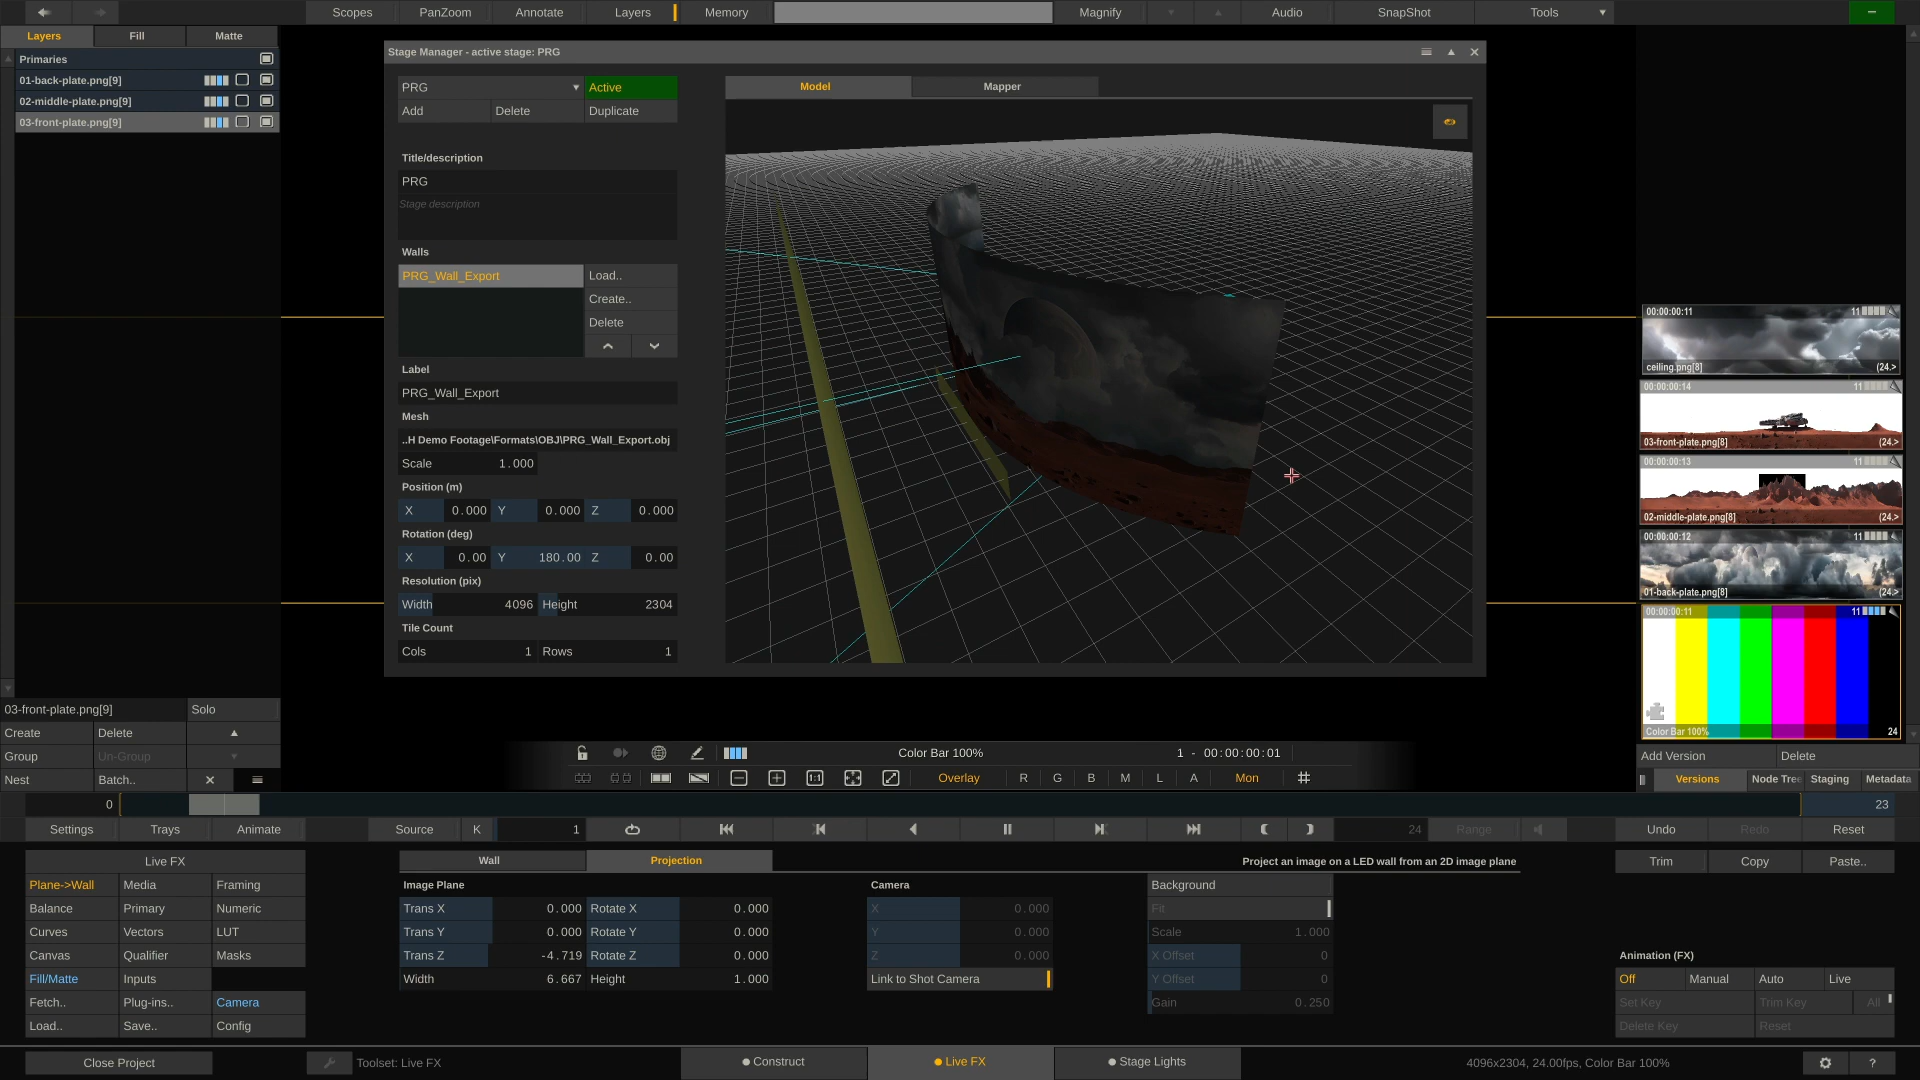 Scopes PanZoom Annotate Layers Memory Magnify Audio SnapShot Tools
Layers Fill Matte
Primaries
01-back-plate.png[9]
02-middle-plate.png[9]
03-front-plate.png[9]
Stage Manager - active stage: PRG
PRG Active
Add Delete Duplicate
Title/description
PRG
Stage description
Walls
PRG_Wall_Export
Load..
Create..
Delete
Label
PRG_Wall_Export
Mesh
..H Demo Footage\Formats\OBJ\PRG_Wall_Export.obj
Scale 1.000
Position (m)
X 0.000 Y 0.000 Z 0.000
Rotation (deg)
X 0.00 Y 180.00 Z 0.00
Resolution (pix)
Width 4096 Height 2304
Tile Count
Cols 1 Rows 1
Model Mapper
00:00:00:11 11
ceiling.png[8] (24.>
00:00:00:14 11
03-front-plate.png[8] (24.>
00:00:00:13 11
02-middle-plate.png[8] (24.>
00:00:00:12 11
01-back-plate.png[8] (24.>
00:00:00:11 11
Color Bar 100% 24
Add Version Delete
Versions Node Tree Staging Metadata
03-front-plate.png[9] Solo
Create Delete
Group Un-Group
Nest Batch..
Color Bar 100% 1 - 00:00:00:01
1:1 Overlay R G B M L A Mon
0 23
Settings Trays Animate Source K 1 24 Range Undo Redo Reset
Live FX
Plane->Wall Media Framing
Balance Primary Numeric
Curves Vectors LUT
Canvas Qualifier Masks
Fill/Matte Inputs
Fetch.. Plug-ins.. Camera
Load.. Save.. Config
Wall Projection Project an image on a LED wall from an 2D image plane
Image Plane
Trans X 0.000 Rotate X 0.000
Trans Y 0.000 Rotate Y 0.000
Trans Z -4.719 Rotate Z 0.000
Width 6.667 Height 1.000
Camera
X 0.000
Y 0.000
Z 0.000
Link to Shot Camera
Background
Fit
Scale 1.000
X Offset 0
Y Offset 0
Gain 0.250
Trim Copy Paste..
Animation (FX)
Off Manual Auto Live
Set Key Trim Key All
Delete Key Reset
Close Project Toolset: Live FX Construct Live FX Stage Lights 4096x2304, 24.00fps, Color Bar 100% ?